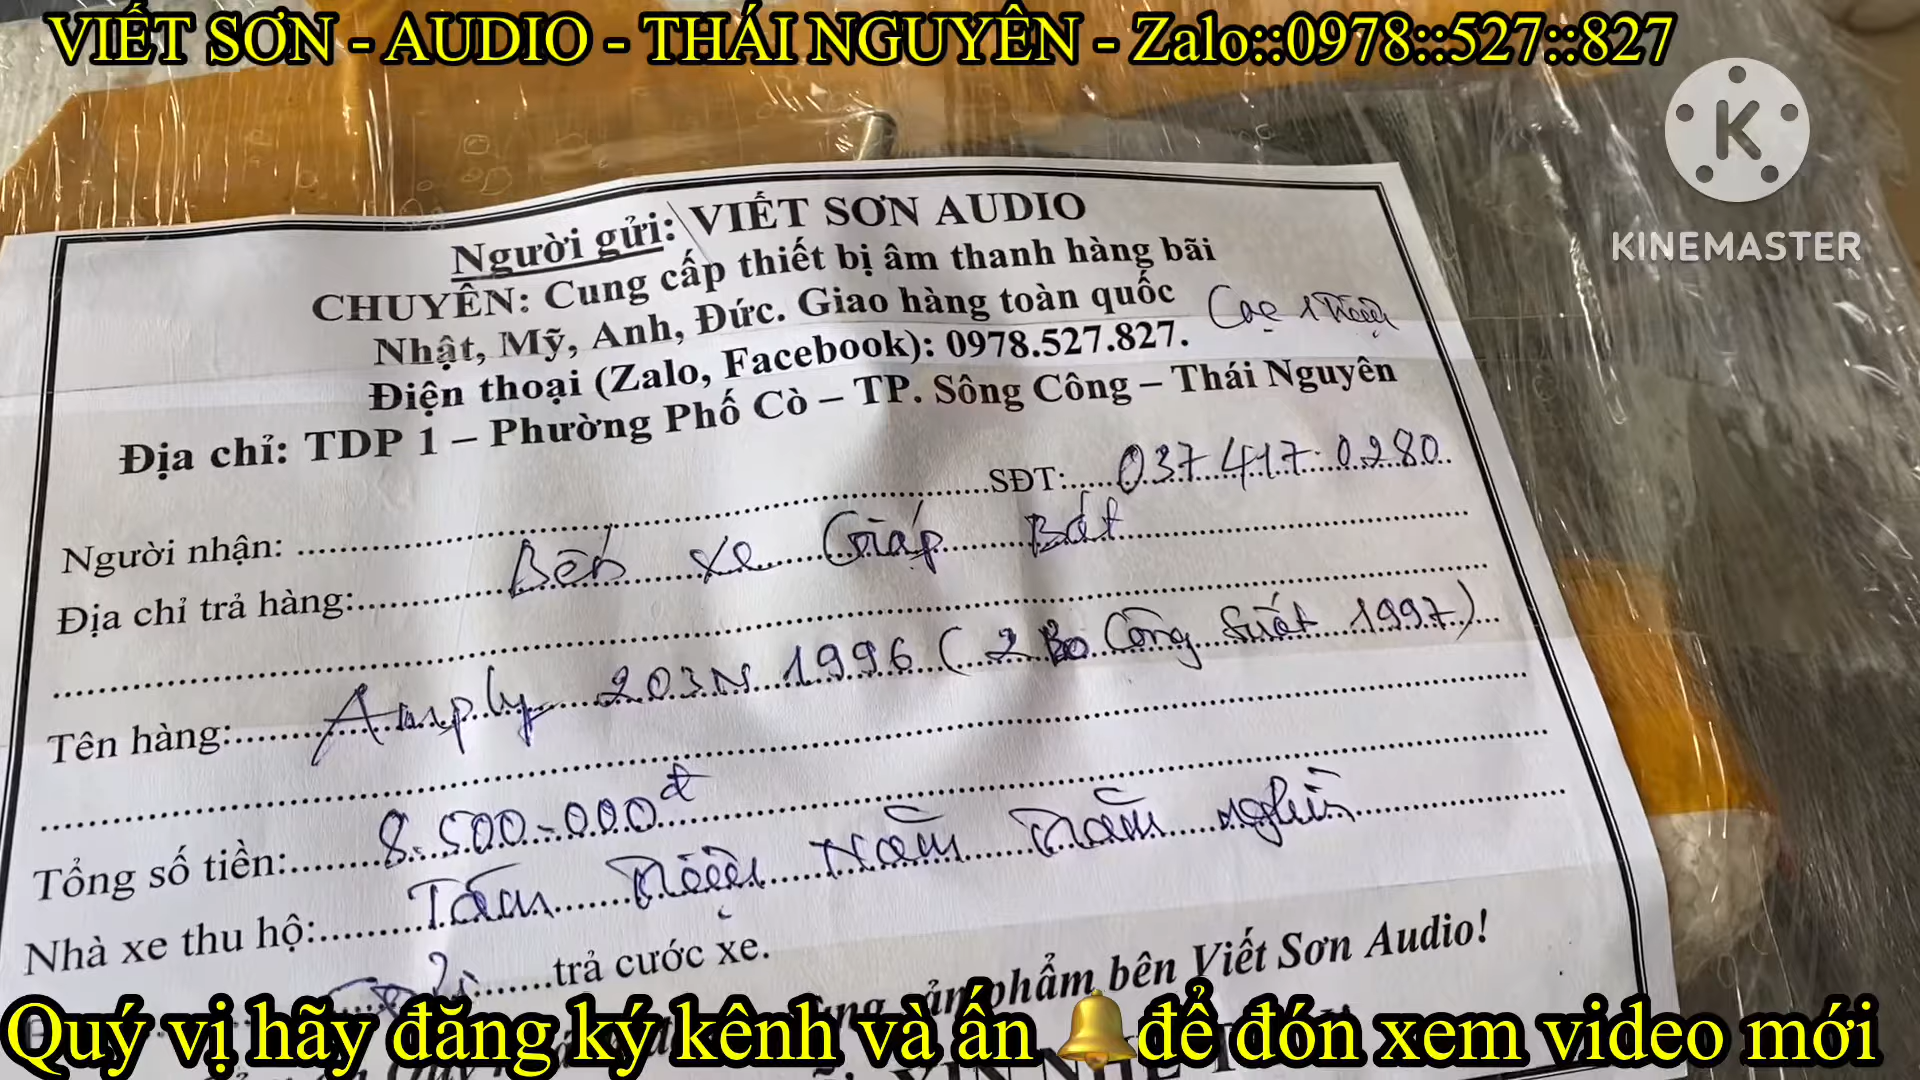 VIẾT SƠN - AUDIO - THÁI NGUYÊN - Zalo::0978::527::827
K
KINEMASTER
Người gửi: VIẾT SƠN AUDIO
CHUYÊN: Cung cấp thiết bị âm thanh hàng bãi
Nhật, Mỹ, Anh, Đức. Giao hàng toàn quốc
Điện thoại (Zalo, Facebook): 0978.527.827.
Địa chỉ: TDP 1 – Phường Phố Cò – TP. Sông Công – Thái Nguyên
Người nhận: SĐT: 037 417 0280
Địa chỉ trả hàng: Bến xe Giáp Bát
Tên hàng: Amply 203N 1996 (2 Bo Công Suất 1997)
Tổng số tiền: 8.500.000đ
Nhà xe thu hộ: Tám Triệu Năm Trăm nghìn
trả cước xe.
sản phẩm bên Viết Sơn Audio!
Quý vị hãy đăng ký kênh và ấn 🔔 để đón xem video mới